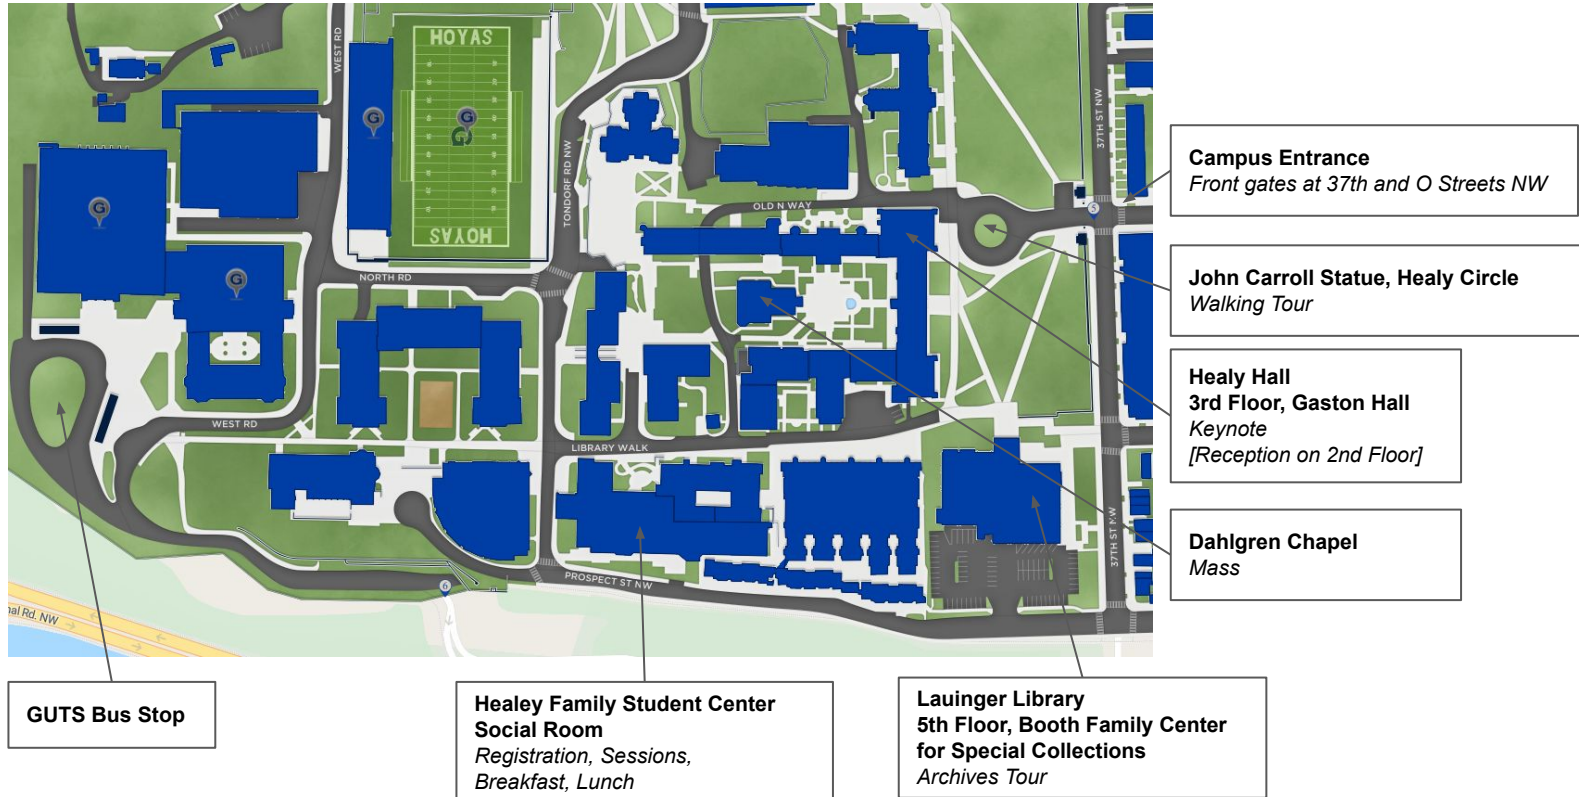 HOYAS
WEST RD
TONDORF RD NW
37TH ST NW
G
G
G
G
G
HOYAS
OLD N WAY
5
NORTH RD
WEST RD
LIBRARY WALK
37TH ST NW
PROSPECT ST NW
6
nal Rd. NW
Campus Entrance
Front gates at 37th and O Streets NW
John Carroll Statue, Healy Circle
Walking Tour
Healy Hall
3rd Floor, Gaston Hall
Keynote
[Reception on 2nd Floor]
Dahlgren Chapel
Mass
GUTS Bus Stop
Healey Family Student Center
Social Room
Registration, Sessions,
Breakfast, Lunch
Lauinger Library
5th Floor, Booth Family Center
for Special Collections
Archives Tour